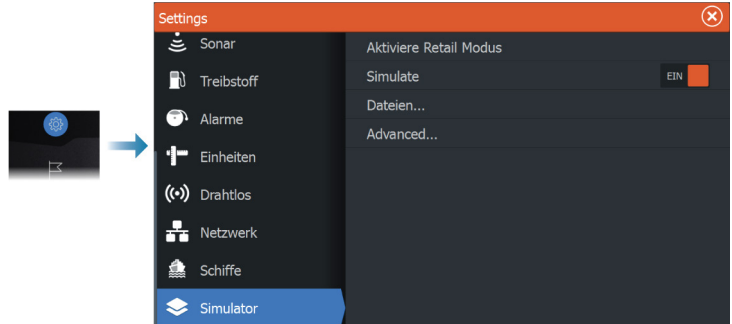 Settings
Sonar
Treibstoff
Alarme
Einheiten
Drahtlos
Netzwerk
Schiffe
Simulator
Aktiviere Retail Modus
Simulate EIN
Dateien...
Advanced...